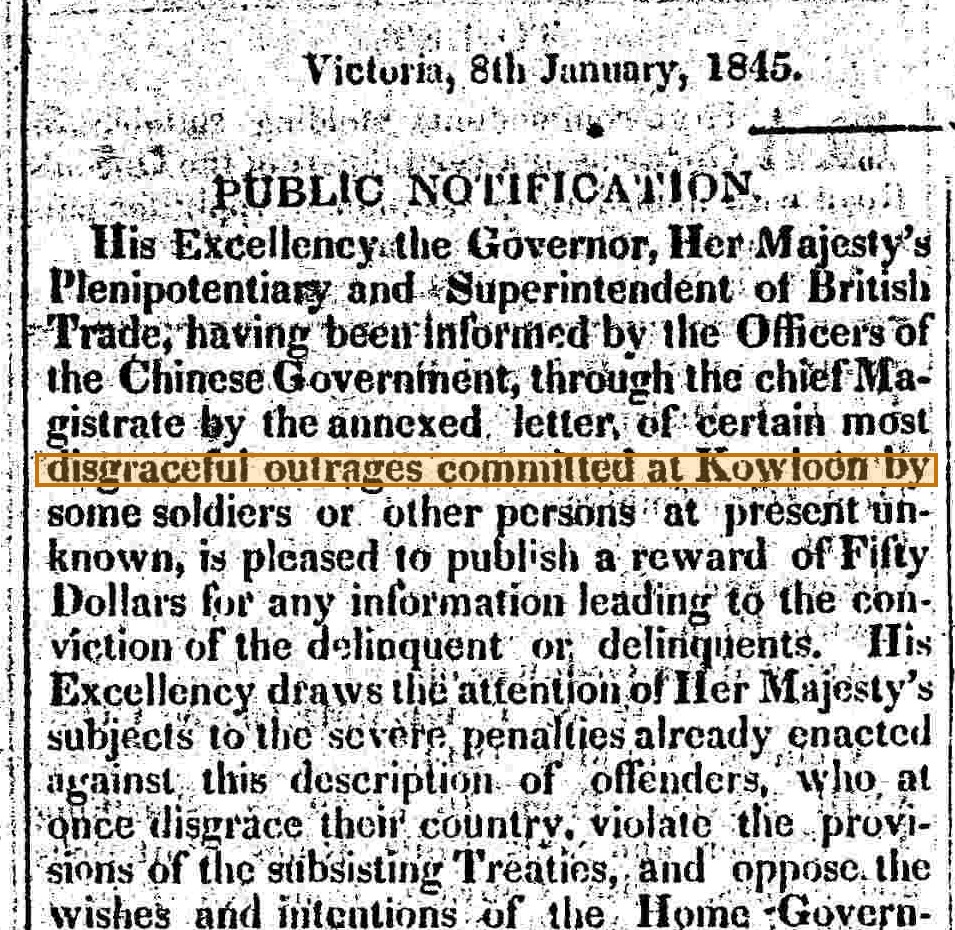 Victoria, 8th January, 1845.
PUBLIC NOTIFICATION.
His Excellency the Governor, Her Majesty's
Plenipotentiary and Superintendent of British
Trade, having been informed by the Officers of
the Chinese Government, through the chief Ma-
gistrate by the annexed letter, of certain most
disgraceful outrages committed at Kowloon by
some soldiers or other persons at present un-
known, is pleased to publish a reward of Fifty
Dollars for any information leading to the con-
viction of the delinquent or delinquents. His
Excellency draws the attention of Her Majesty's
subjects to the severe penalties already enacted
against this description of offenders, who at
once disgrace their country, violate the provi-
sions of the subsisting Treaties, and oppose the
wishes and intentions of the Home Govern-